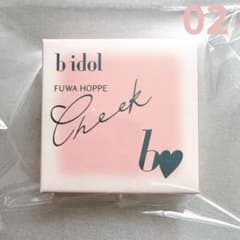 02
b idol
FUWA HOPPE
Cheek
b♥